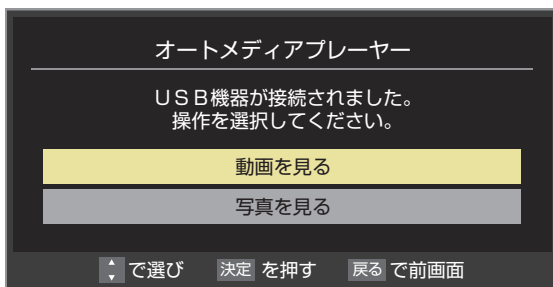 オートメディアプレーヤー
ＵＳＢ機器が接続されました。
操作を選択してください。
動画を見る
写真を見る
で選び 決定 を押す 戻る で前画面